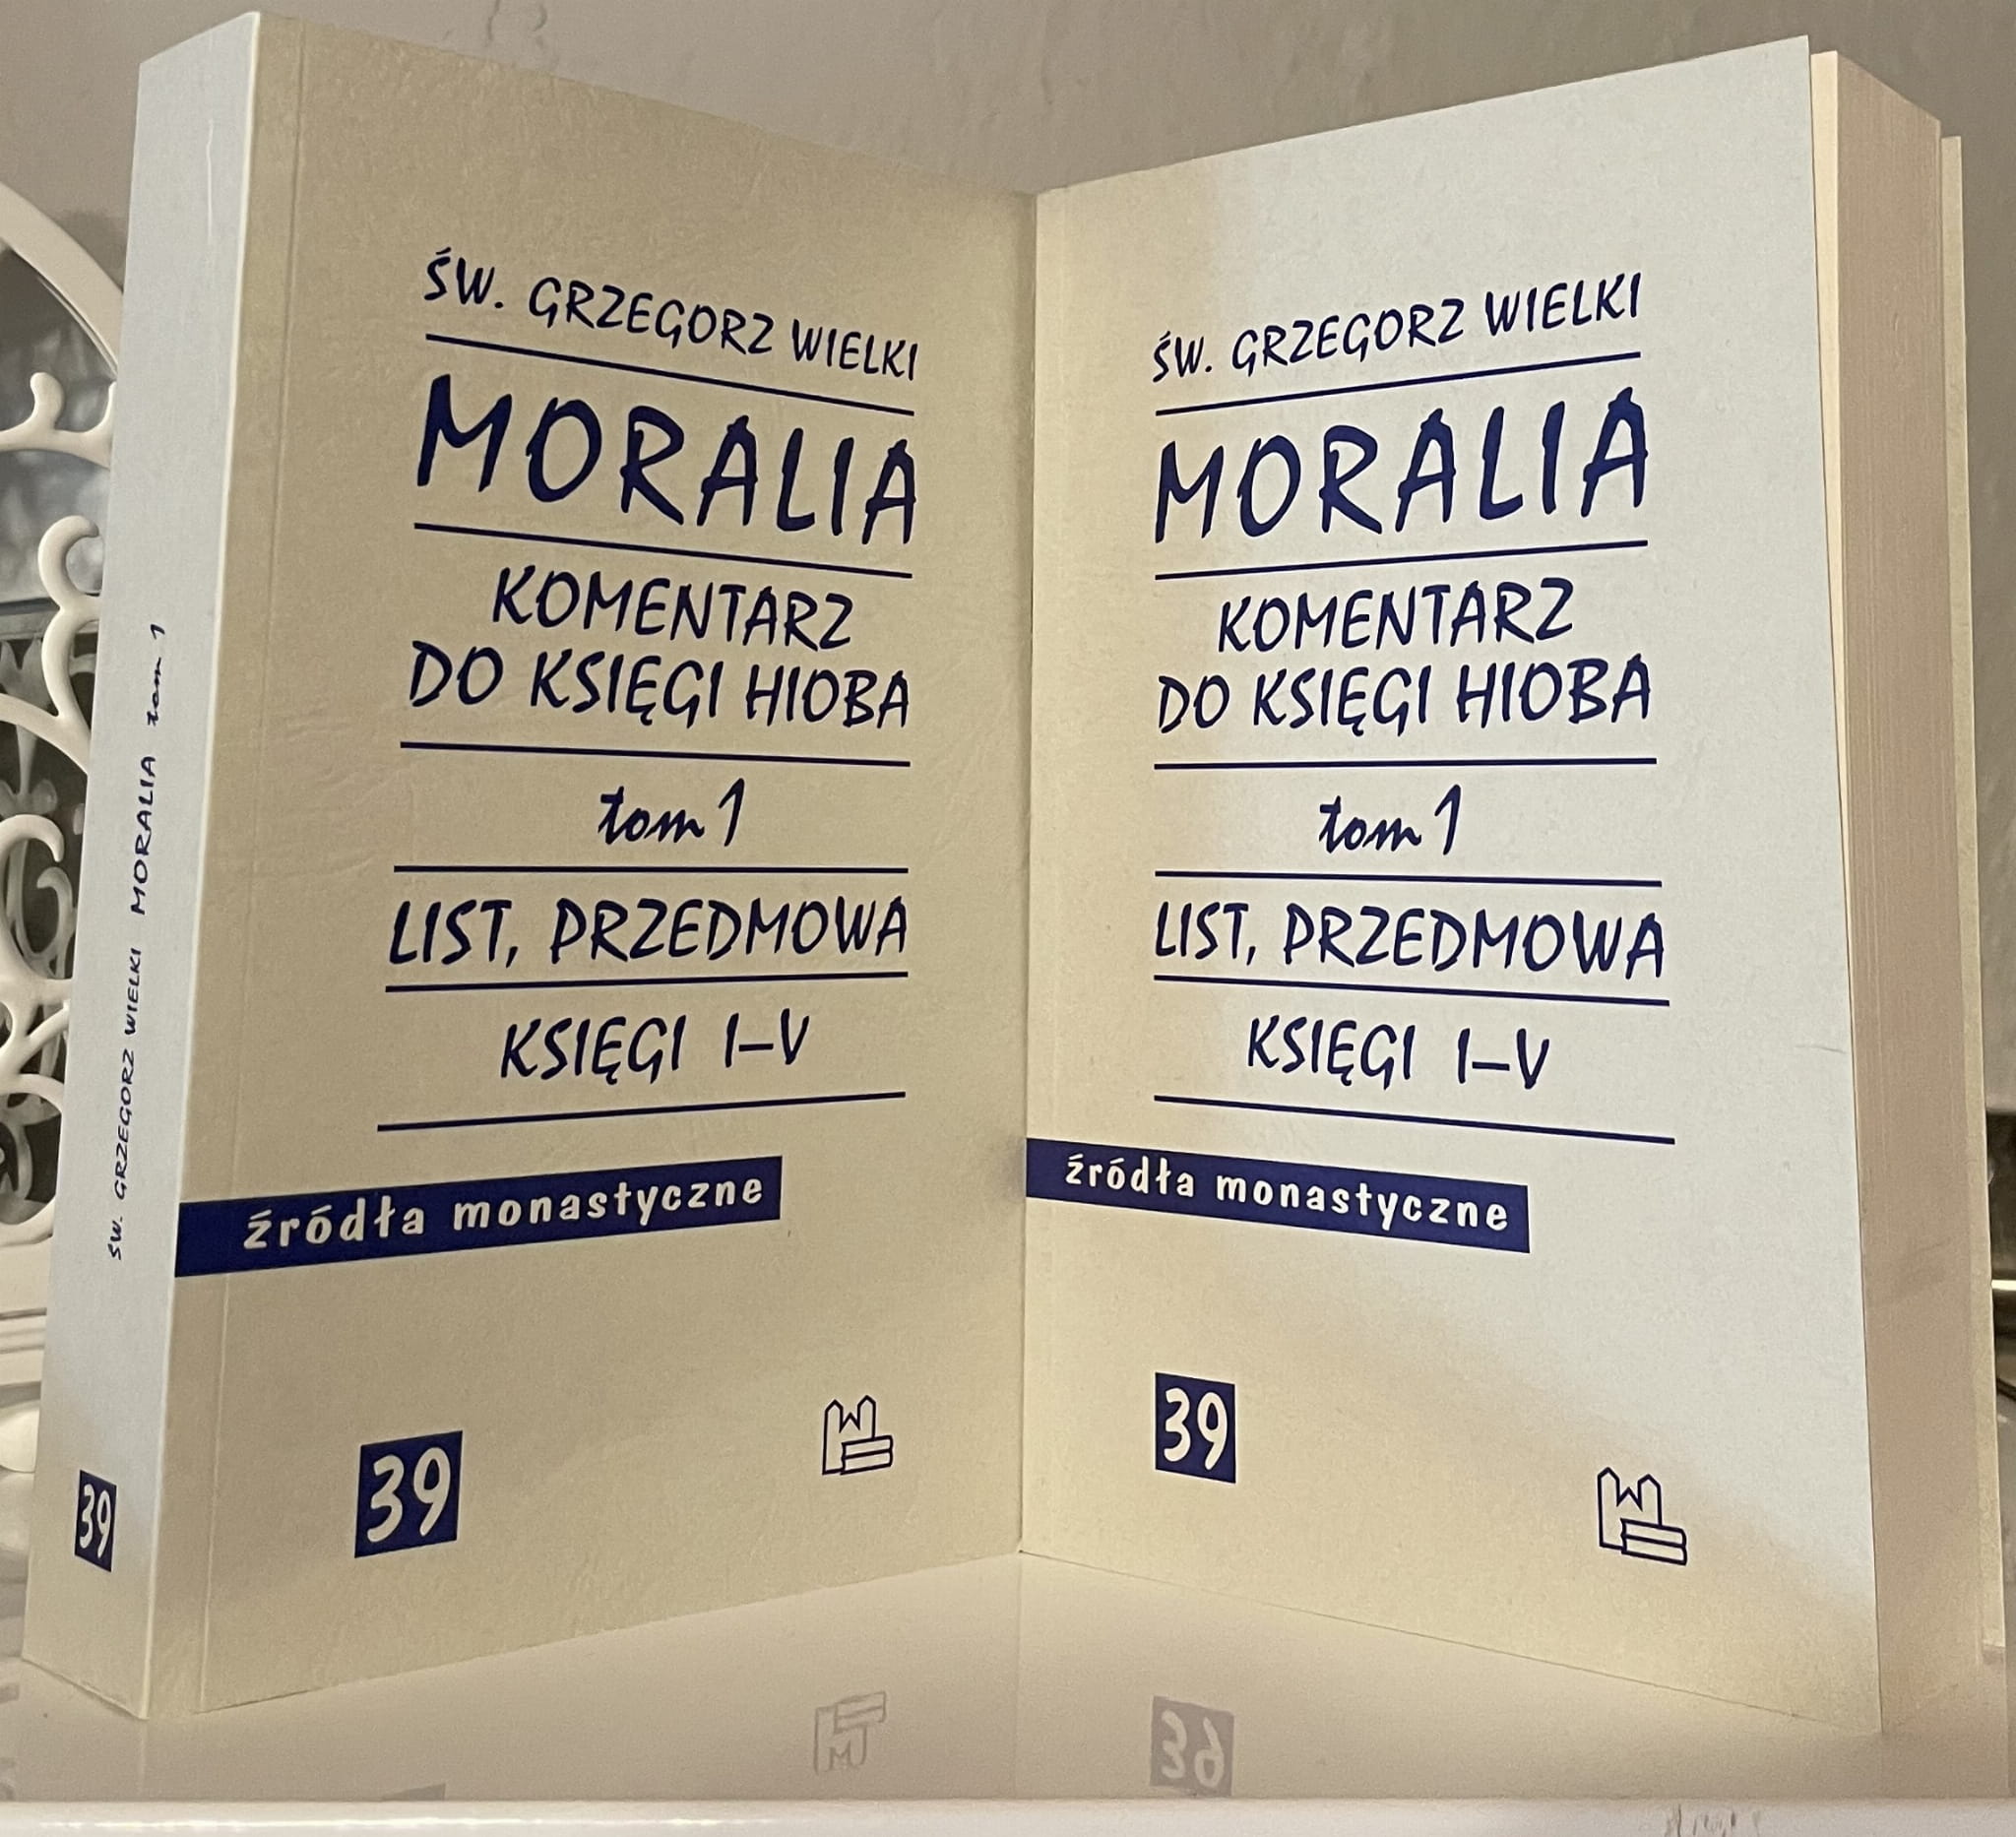 ŚW. GRZEGORZ WIELKI MORALIA tom 1
39
ŚW. GRZEGORZ WIELKI
MORALIA
KOMENTARZ
DO KSIĘGI HIOBA
tom 1
LIST, PRZEDMOWA
KSIĘGI I–V
źródła monastyczne
39
ŚW. GRZEGORZ WIELKI
MORALIA
KOMENTARZ
DO KSIĘGI HIOBA
tom 1
LIST, PRZEDMOWA
KSIĘGI I–V
źródła monastyczne
39